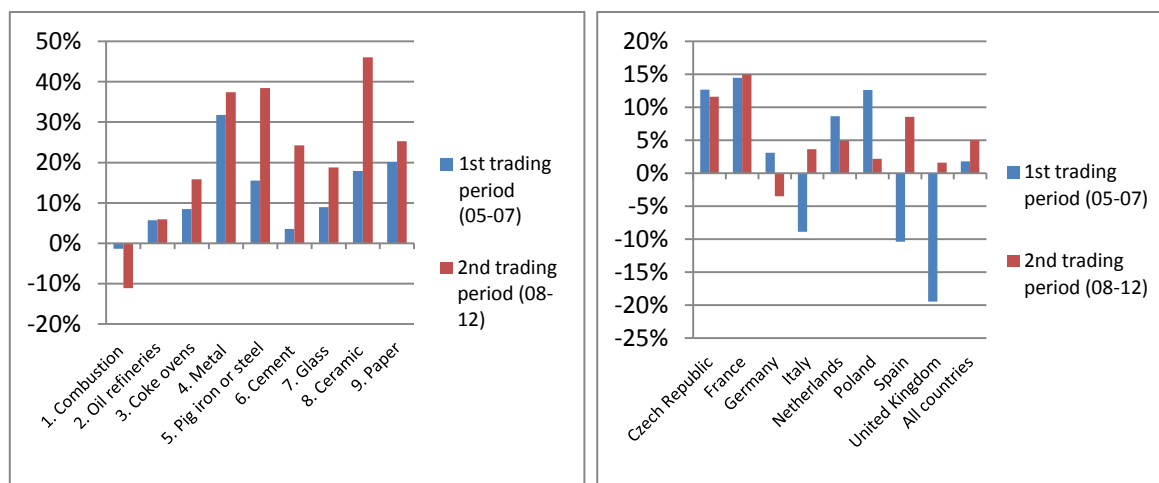 50%
40%
30%
20%
10%
0%
-10%
-20%
1. Combustion
2. Oil refineries
3. Coke ovens
4. Metal
5. Pig iron or steel
6. Cement
7. Glass
8. Ceramic
9. Paper
1st trading
period
(05-07)
2nd trading
period (08-
12)
20%
15%
10%
5%
0%
-5%
-10%
-15%
-20%
-25%
Czech Republic
France
Germany
Italy
Netherlands
Poland
Spain
United Kingdom
All countries
1st trading
period (05-07)
2nd trading
period (08-12)